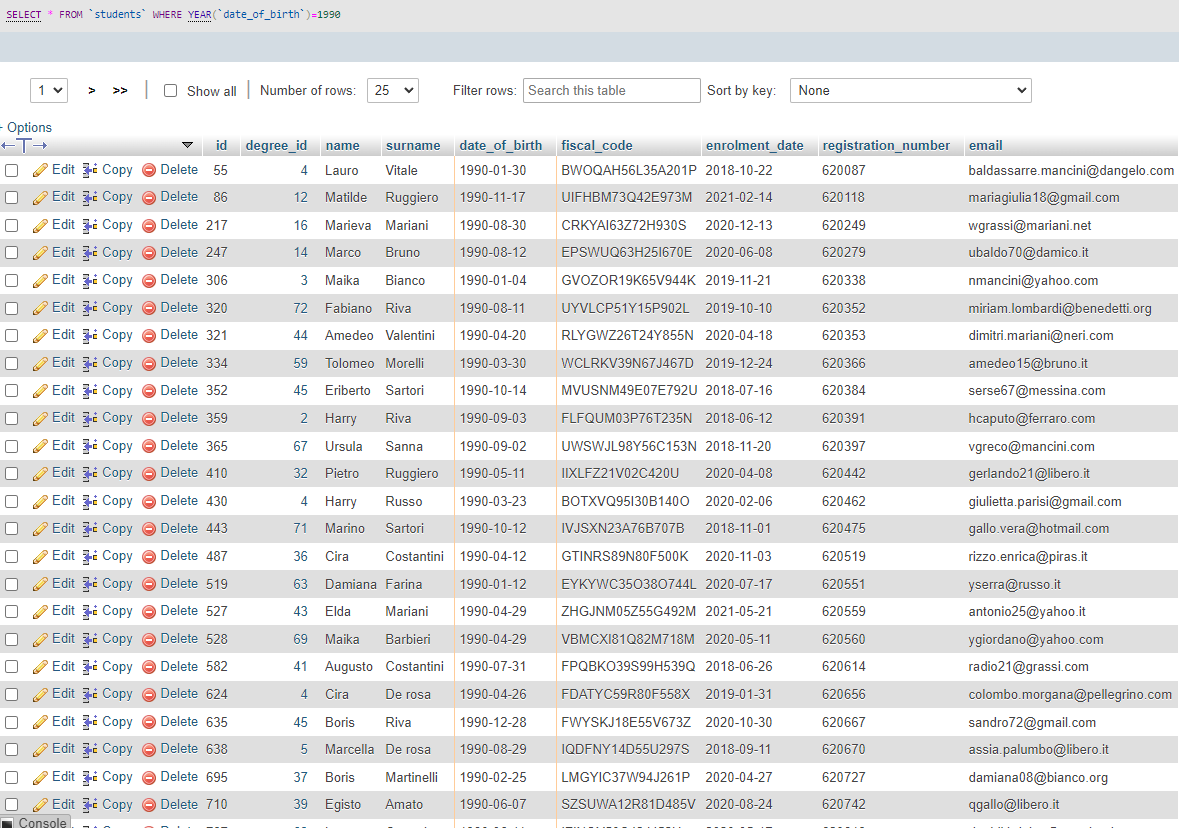 SELECT * FROM `students` WHERE YEAR(`date_of_birth`)=1990
1 > >> Show all Number of rows: 25 Filter rows: Search this table Sort by key: None
+ Options
←T→ id degree_id name surname date_of_birth fiscal_code enrolment_date registration_number email
Edit Copy Delete 55 4 Lauro Vitale 1990-01-30 BWOQAH56L35A201P 2018-10-22 620087 baldassarre.mancini@dangelo.com
Edit Copy Delete 86 12 Matilde Ruggiero 1990-11-17 UIFHBM73Q42E973M 2021-02-14 620118 mariagiulia18@gmail.com
Edit Copy Delete 217 16 Marieva Mariani 1990-08-30 CRKYAI63Z72H930S 2020-12-13 620249 wgrassi@mariani.net
Edit Copy Delete 247 14 Marco Bruno 1990-08-12 EPSWUQ63H25I670E 2020-06-08 620279 ubaldo70@damico.it
Edit Copy Delete 306 3 Maika Bianco 1990-01-04 GVOZOR19K65V944K 2019-11-21 620338 nmancini@yahoo.com
Edit Copy Delete 320 72 Fabiano Riva 1990-08-11 UYVLCP51Y15P902L 2019-10-10 620352 miriam.lombardi@benedetti.org
Edit Copy Delete 321 44 Amedeo Valentini 1990-04-20 RLYGWZ26T24Y855N 2020-04-18 620353 dimitri.mariani@neri.com
Edit Copy Delete 334 59 Tolomeo Morelli 1990-03-30 WCLRKV39N67J467D 2019-12-24 620366 amedeo15@bruno.it
Edit Copy Delete 352 45 Eriberto Sartori 1990-10-14 MVUSNM49E07E792U 2018-07-16 620384 serse67@messina.com
Edit Copy Delete 359 2 Harry Riva 1990-09-03 FLFQUM03P76T235N 2018-06-12 620391 hcaputo@ferraro.com
Edit Copy Delete 365 67 Ursula Sanna 1990-09-02 UWSWJL98Y56C153N 2018-11-20 620397 vgreco@mancini.com
Edit Copy Delete 410 32 Pietro Ruggiero 1990-05-11 IIXLFZ21V02C420U 2020-04-08 620442 gerlando21@libero.it
Edit Copy Delete 430 4 Harry Russo 1990-03-23 BOTXVQ95I30B140O 2020-02-06 620462 giulietta.parisi@gmail.com
Edit Copy Delete 443 71 Marino Sartori 1990-10-12 IVJSXN23A76B707B 2018-11-01 620475 gallo.vera@hotmail.com
Edit Copy Delete 487 36 Cira Costantini 1990-04-12 GTINRS89N80F500K 2020-11-03 620519 rizzo.enrica@piras.it
Edit Copy Delete 519 63 Damiana Farina 1990-01-12 EYKYWC35O38O744L 2020-07-17 620551 yserra@russo.it
Edit Copy Delete 527 43 Elda Mariani 1990-04-29 ZHGJNM05Z55G492M 2021-05-21 620559 antonio25@yahoo.it
Edit Copy Delete 528 69 Maika Barbieri 1990-04-29 VBMCXI81Q82M718M 2020-05-11 620560 ygiordano@yahoo.com
Edit Copy Delete 582 41 Augusto Costantini 1990-07-31 FPQBKO39S99H539Q 2018-06-26 620614 radio21@grassi.com
Edit Copy Delete 624 4 Cira De rosa 1990-04-26 FDATYC59R80F558X 2019-01-31 620656 colombo.morgana@pellegrino.com
Edit Copy Delete 635 45 Boris Riva 1990-12-28 FWYSKJ18E55V673Z 2020-10-30 620667 sandro72@gmail.com
Edit Copy Delete 638 5 Marcella De rosa 1990-08-29 IQDFNY14D55U297S 2018-09-11 620670 assia.palumbo@libero.it
Edit Copy Delete 695 37 Boris Martinelli 1990-02-25 LMGYIC37W94J261P 2020-04-27 620727 damiana08@bianco.org
Edit Copy Delete 710 39 Egisto Amato 1990-06-07 SZSUWA12R81D485V 2020-08-24 620742 qgallo@libero.it
Console